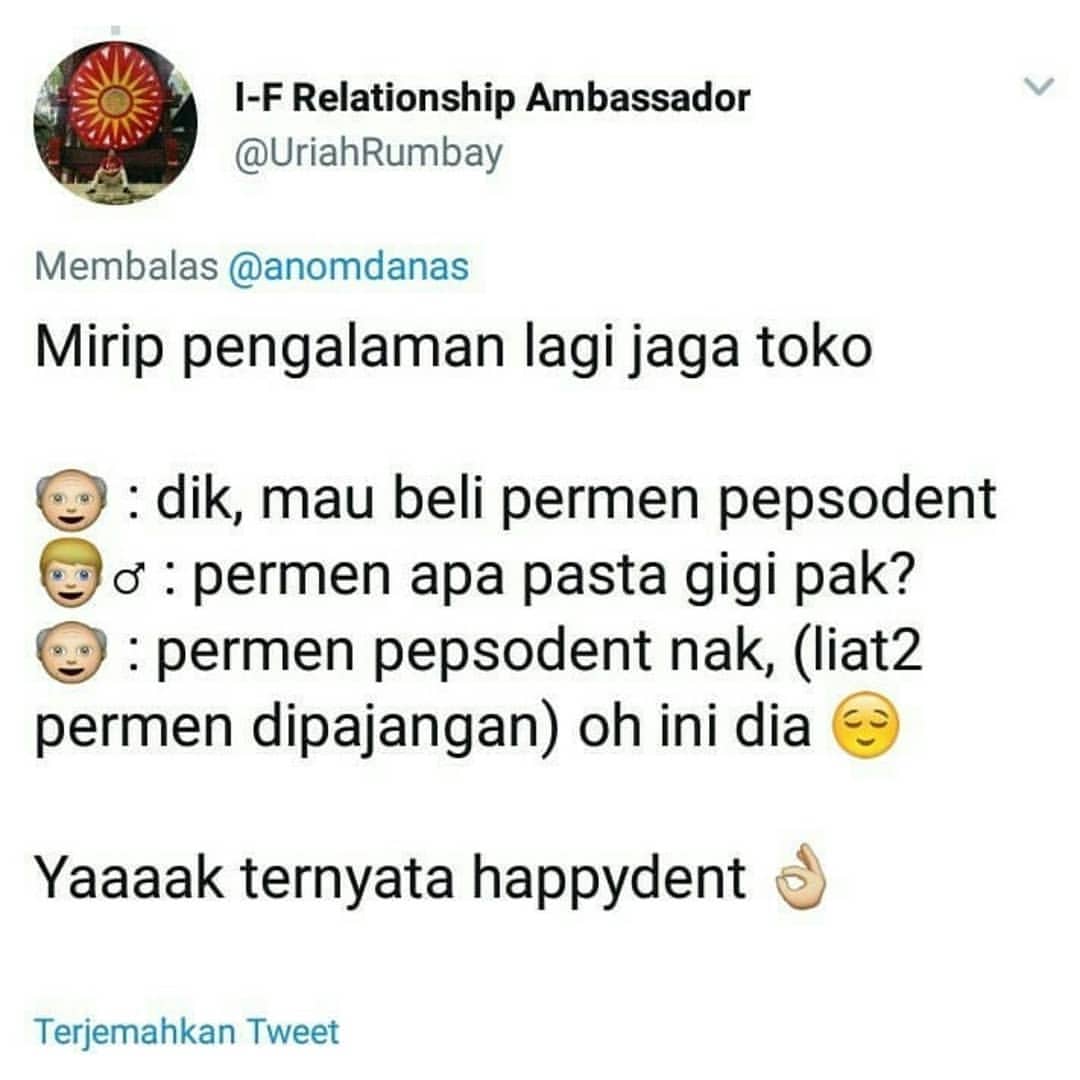 I-F Relationship Ambassador
@UriahRumbay
Membalas @anomdanas
Mirip pengalaman lagi jaga toko
👴 : dik, mau beli permen pepsodent
👱♂ : permen apa pasta gigi pak?
👴 : permen pepsodent nak, (liat2
permen dipajangan) oh ini dia 😌
Yaaaak ternyata happydent 👌
Terjemahkan Tweet